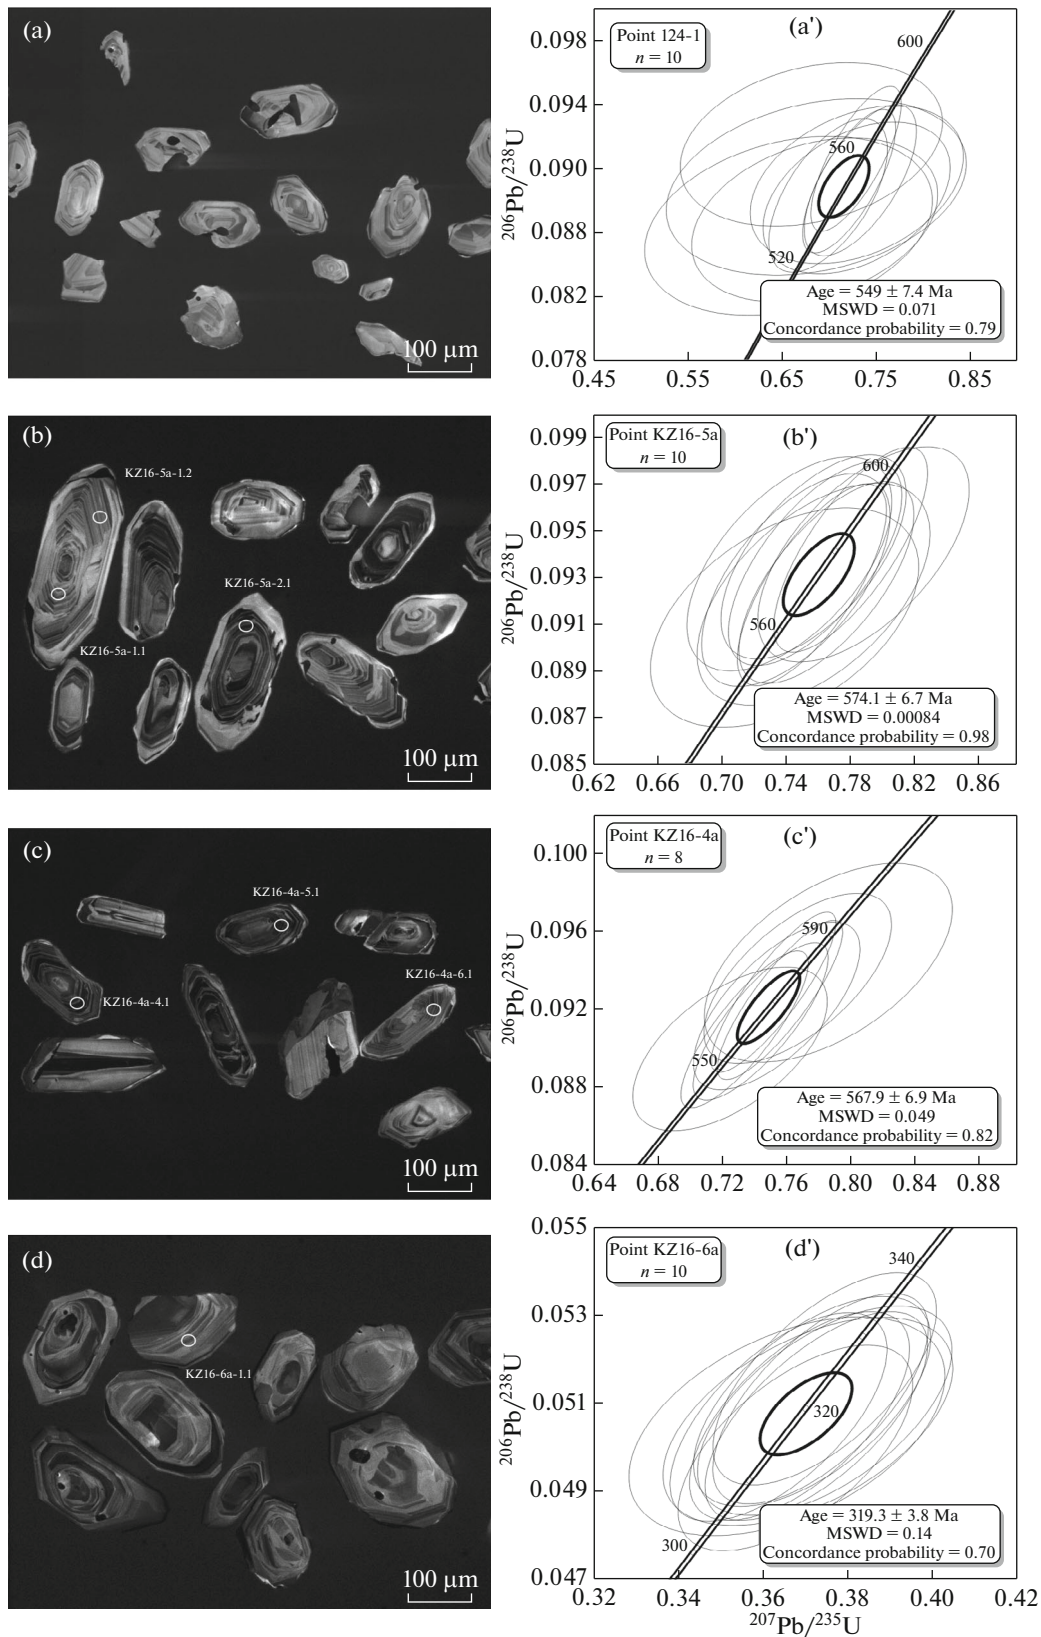 (a)
100 µm
(a')
Point 124-1
n = 10
600
560
520
Age = 549 ± 7.4 Ma
MSWD = 0.071
Concordance probability = 0.79
206Pb/238U
0.098
0.094
0.090
0.088
0.082
0.078
0.45 0.55 0.65 0.75 0.85
(b)
KZ16-5a-1.2
KZ16-5a-2.1
KZ16-5a-1.1
100 µm
(b')
Point KZ16-5a
n = 10
600
560
Age = 574.1 ± 6.7 Ma
MSWD = 0.00084
Concordance probability = 0.98
206Pb/238U
0.099
0.097
0.095
0.093
0.091
0.089
0.087
0.085
0.62 0.70 0.74 0.78 0.82 0.86
(c)
KZ16-4a-5.1
KZ16-4a-6.1
KZ16-4a-4.1
100 µm
(c')
Point KZ16-4a
n = 8
590
550
Age = 567.9 ± 6.9 Ma
MSWD = 0.049
Concordance probability = 0.82
206Pb/238U
0.100
0.096
0.092
0.088
0.084
0.64 0.68 0.72 0.76 0.80 0.84 0.88
(d)
KZ16-6a-1.1
100 µm
(d')
Point KZ16-6a
n = 10
340
320
300
Age = 319.3 ± 3.8 Ma
MSWD = 0.14
Concordance probability = 0.70
206Pb/238U
0.055
0.053
0.051
0.049
0.047
0.32 0.34 0.36 0.38 0.40 0.42
207Pb/235U